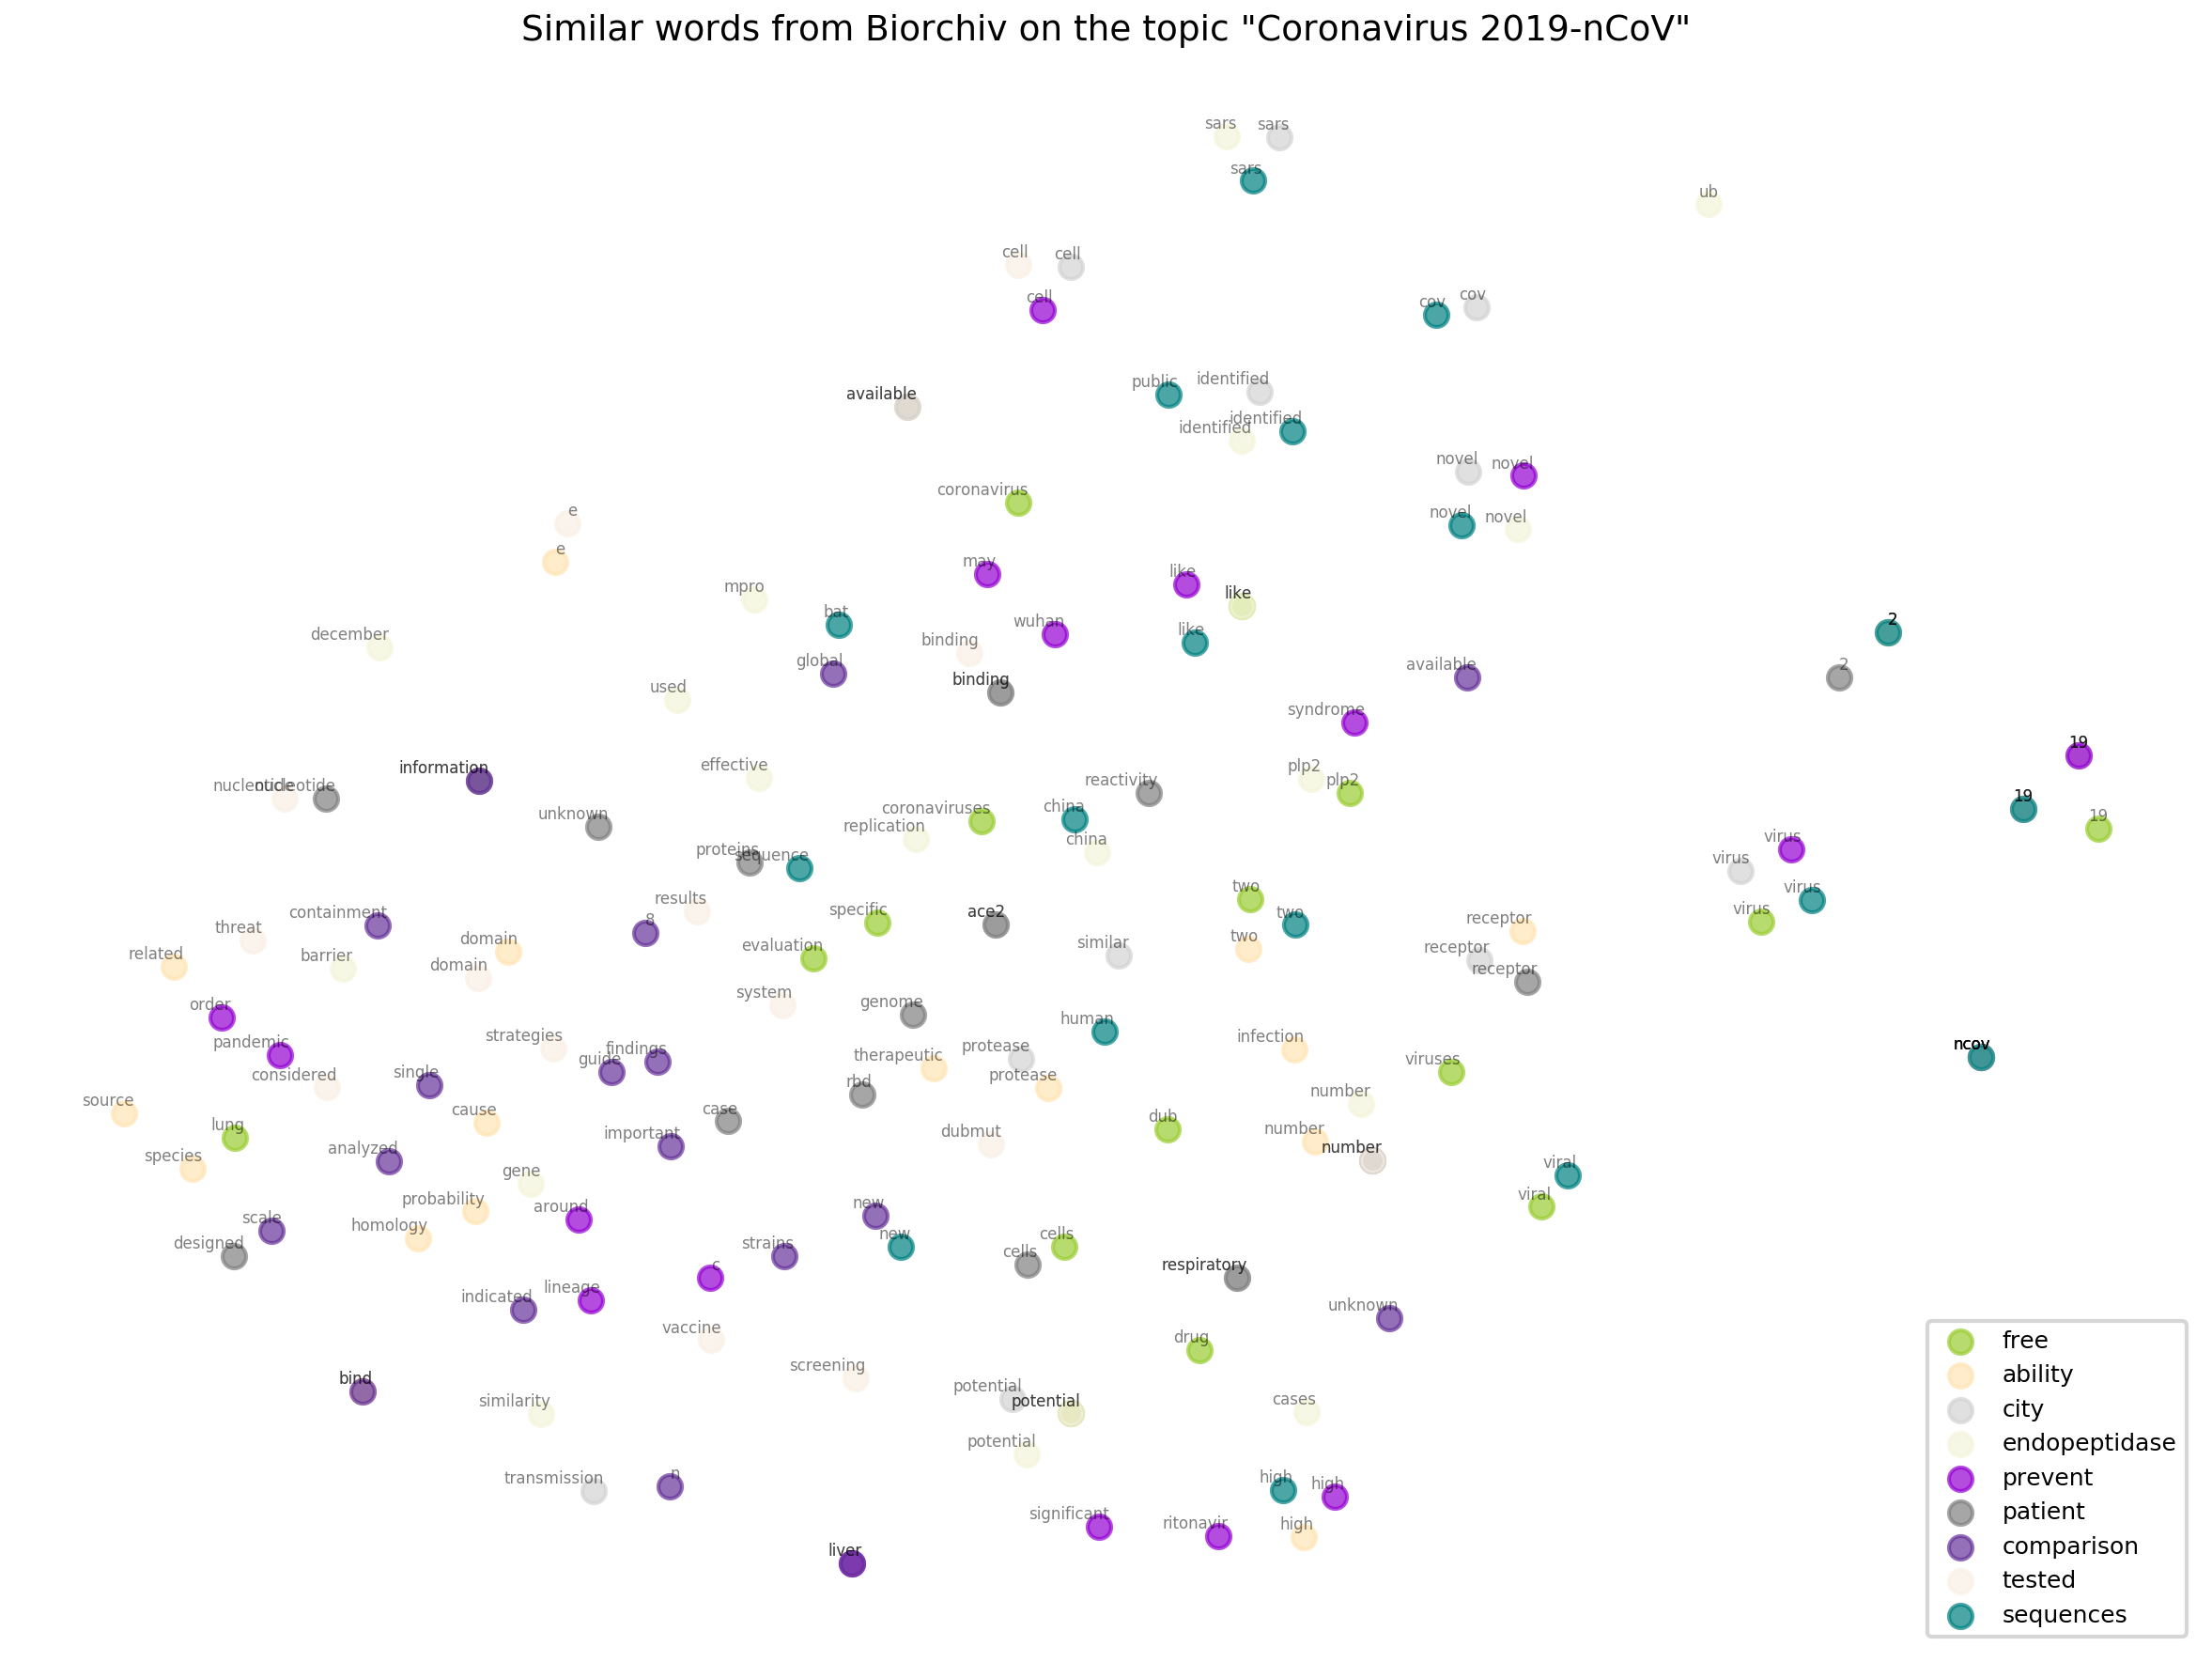 Similar words from Biorchiv on the topic "Coronavirus 2019-nCoV"
sars
sars
sars
ub
cell
cell
cell
cov
cov
available
public
identified
identified
identified
novel
novel
novel
novel
coronavirus
e
e
may
like
like
like
mpro
bat
wuhan
2
december
binding
global
available
2
used
binding
syndrome
19
information
effective
reactivity
plp2
plp2
nucleotide
nucleotide
unknown
coronaviruses
china
19
19
replication
china
virus
virus
proteins
sequence
virus
virus
results
specific
two
containment
8
ace2
two
receptor
threat
domain
evaluation
similar
two
receptor
related
barrier
domain
receptor
system
order
genome
human
pandemic
strategies
findings
guide
protease
infection
ncov
considered
single
therapeutic
protease
viruses
rbd
number
source
lung
cause
case
dub
number
analyzed
important
dubmut
number
species
gene
viral
viral
probability
around
new
scale
homology
new
cells
designed
strains
cells
c
respiratory
indicated
lineage
unknown
vaccine
drug
bind
screening
similarity
potential
potential
cases
potential
transmission
n
high
high
significant
ritonavir
high
liver
free
ability
city
endopeptidase
prevent
patient
comparison
tested
sequences